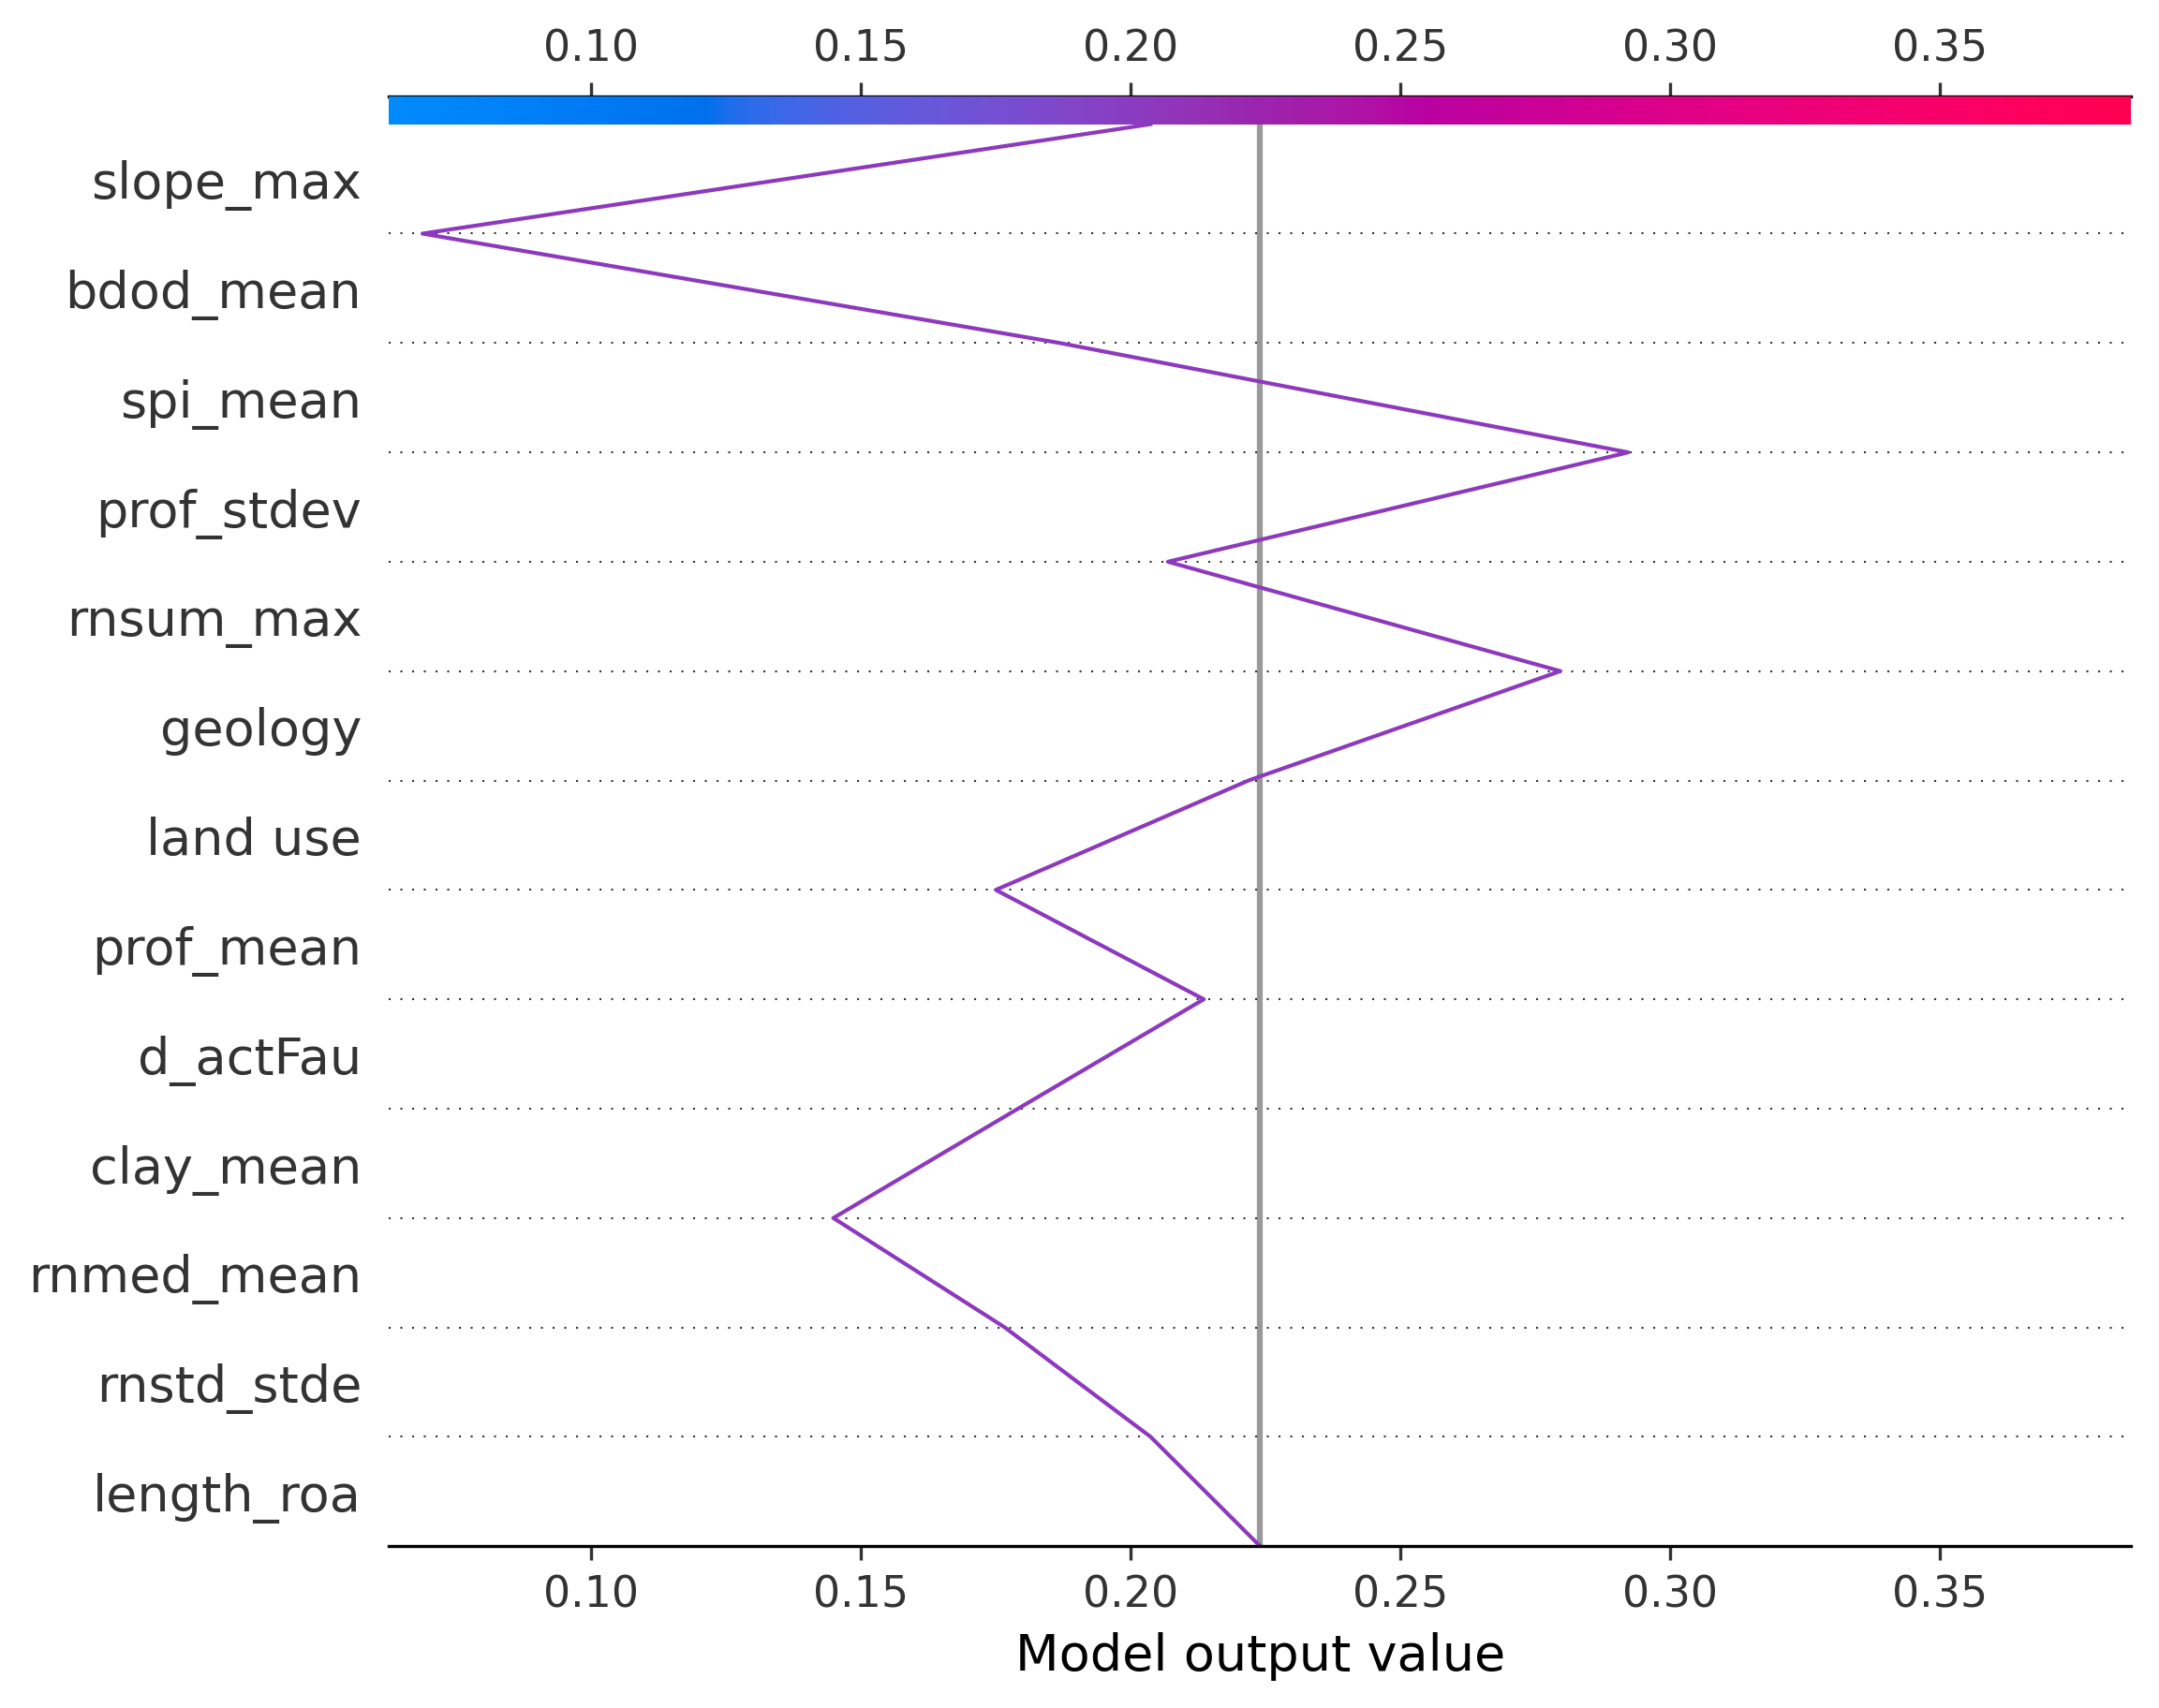 0.10 0.15 0.20 0.25 0.30 0.35
slope_max
bdod_mean
spi_mean
prof_stdev
rnsum_max
geology
land use
prof_mean
d_actFau
clay_mean
rnmed_mean
rnstd_stde
length_roa
0.10 0.15 0.20 0.25 0.30 0.35
Model output value